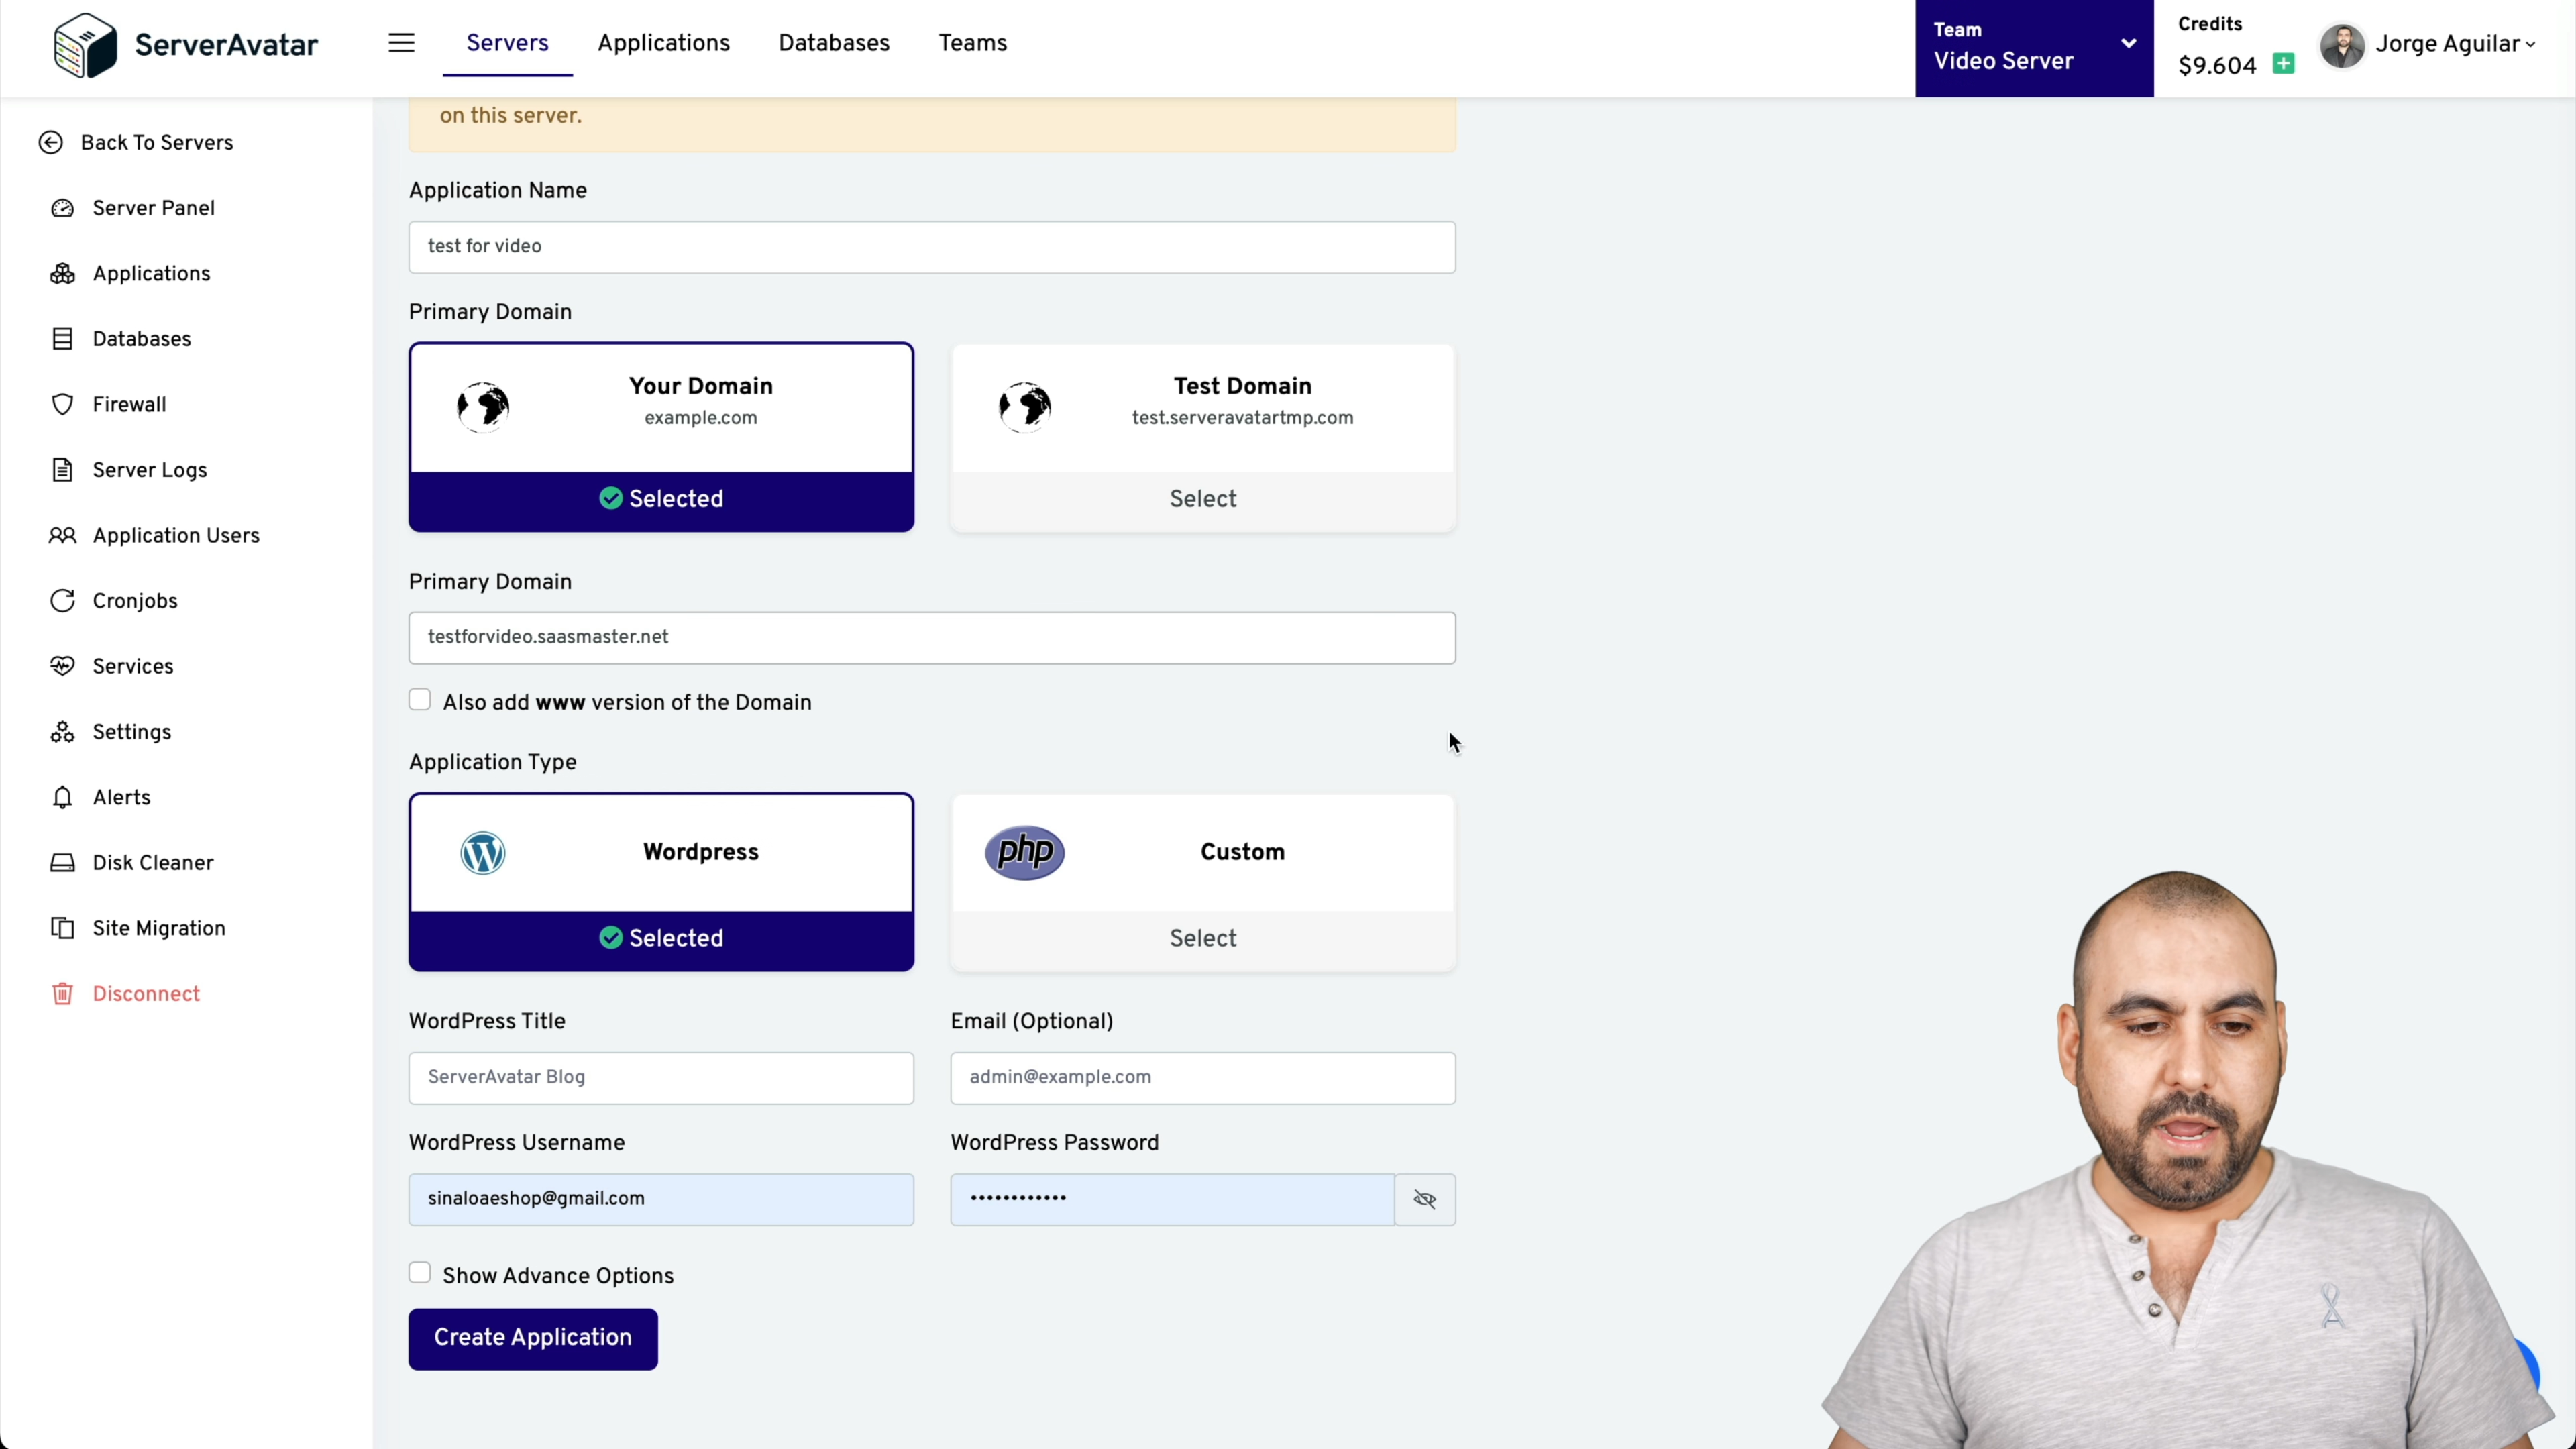 ServerAvatar
Servers
Applications
Databases
Teams
Team
Video Server
Credits
$9.604
Jorge Aguilar
Back To Servers
Server Panel
Applications
Databases
Firewall
Server Logs
Application Users
Cronjobs
Services
Settings
Alerts
Disk Cleaner
Site Migration
Disconnect
on this server.
Application Name
test for video
Primary Domain
Your Domain
example.com
Selected
Test Domain
test.serveravatartmp.com
Select
Primary Domain
testforvideo.saasmaster.net
Also add www version of the Domain
Application Type
Wordpress
Selected
php
Custom
Select
WordPress Title
ServerAvatar Blog
Email (Optional)
admin@example.com
WordPress Username
sinaloaeshop@gmail.com
WordPress Password
••••••••••••
Show Advance Options
Create Application